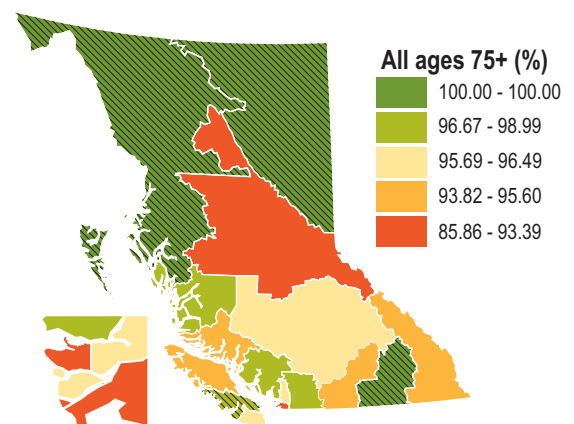 All ages 75+ (%)
100.00 - 100.00
96.67 - 98.99
95.69 - 96.49
93.82 - 95.60
85.86 - 93.39